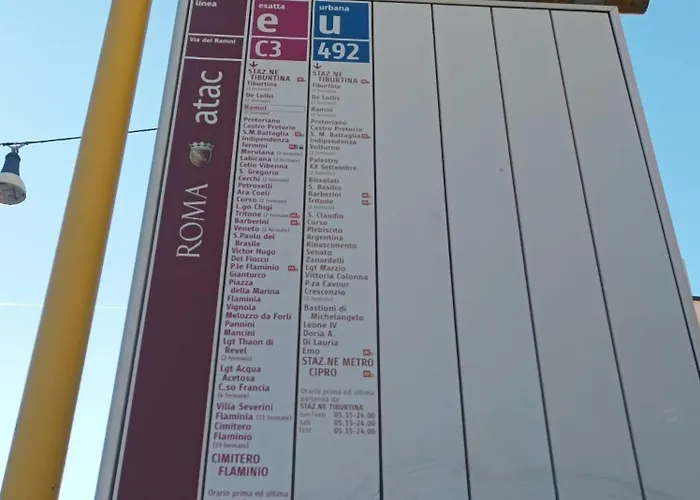 linea
Via dei Ramni
atac
ROMA
esatta
e
C3
STAZ.NE
TIBURTINA
Tiburtina
De Lollis
Ramni
Pretoriano
Castro Pretorio
S.M.Battaglia
Indipendenza
Termini
Merulana
Labicana
Celio Vibenna
S. Gregorio
Cerchi
Petroselli
Ara Coeli
Corso
L.go Chigi
Tritone
Barberini
Veneto
S.Paolo del
Brasile
Victor Hugo
Del Fiocco
P.le Flaminio
Gianturco
Piazza
della Marina
Flaminia
Vignola
Melozzo da Forlì
Pannini
Mancini
Lgt Thaon di
Revel
(2 fermate)
Lgt Acqua
Acetosa
C.so Francia
Villa Severini
Flaminia (11 fermate)
Cimitero
Flaminio
CIMITERO
FLAMINIO
Orario prima ed ultima
urbana
u
492
STAZ.NE
TIBURTINA
Tiburtina
De Lollis
Ramni
Pretoriano
Castro Pretorio
S. M. Battaglia
Indipendenza
Volturno
Palestro
XX Settembre
Bissolati
S. Basilio
Barberini
Tritone
S. Claudio
Corso
Plebiscito
Argentina
Rinascimento
Senato
Zanardelli
Lgt Marzio
Vittoria Colonna
P.za Cavour
Crescenzio
Bastioni di
Michelangelo
Leone IV
Doria A.
Di Lauria
Emo
STAZ.NE METRO
CIPRO
Orario prima ed ultima
partenza da
STAZ.NE TIBURTINA
lun/ven 05.15-24.00
sab 05.15-24.00
fest 05.15-24.00